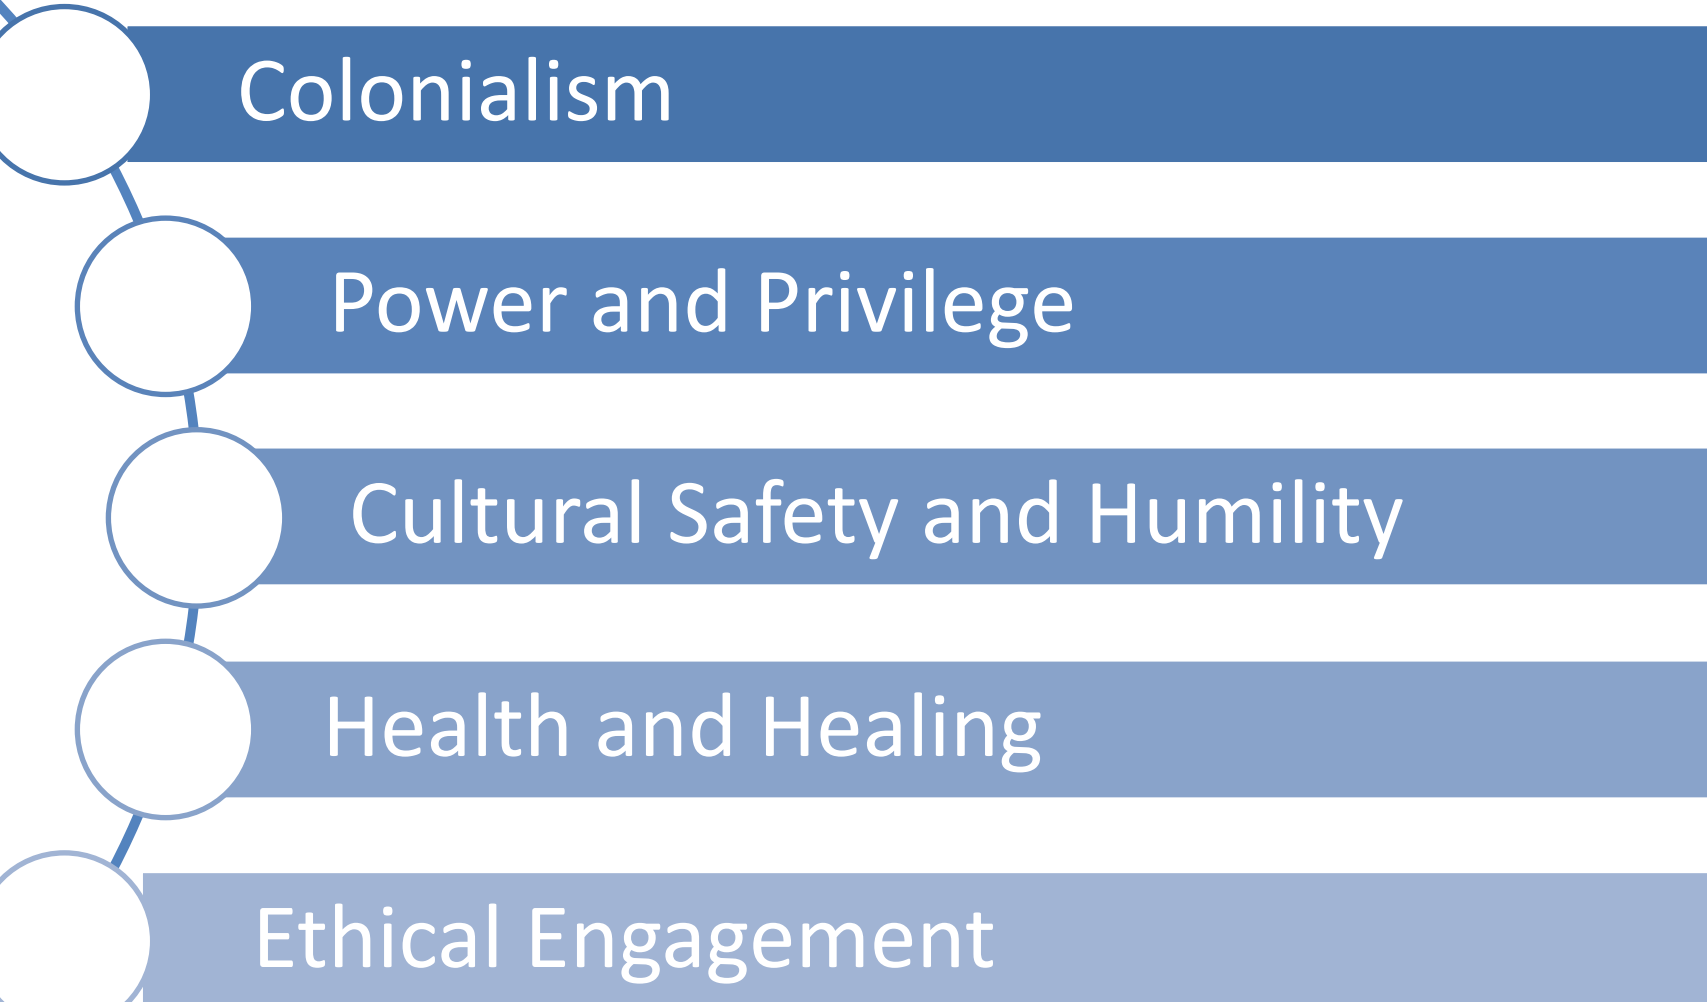 Colonialism
Power and Privilege
Cultural Safety and Humility
Health and Healing
Ethical Engagement